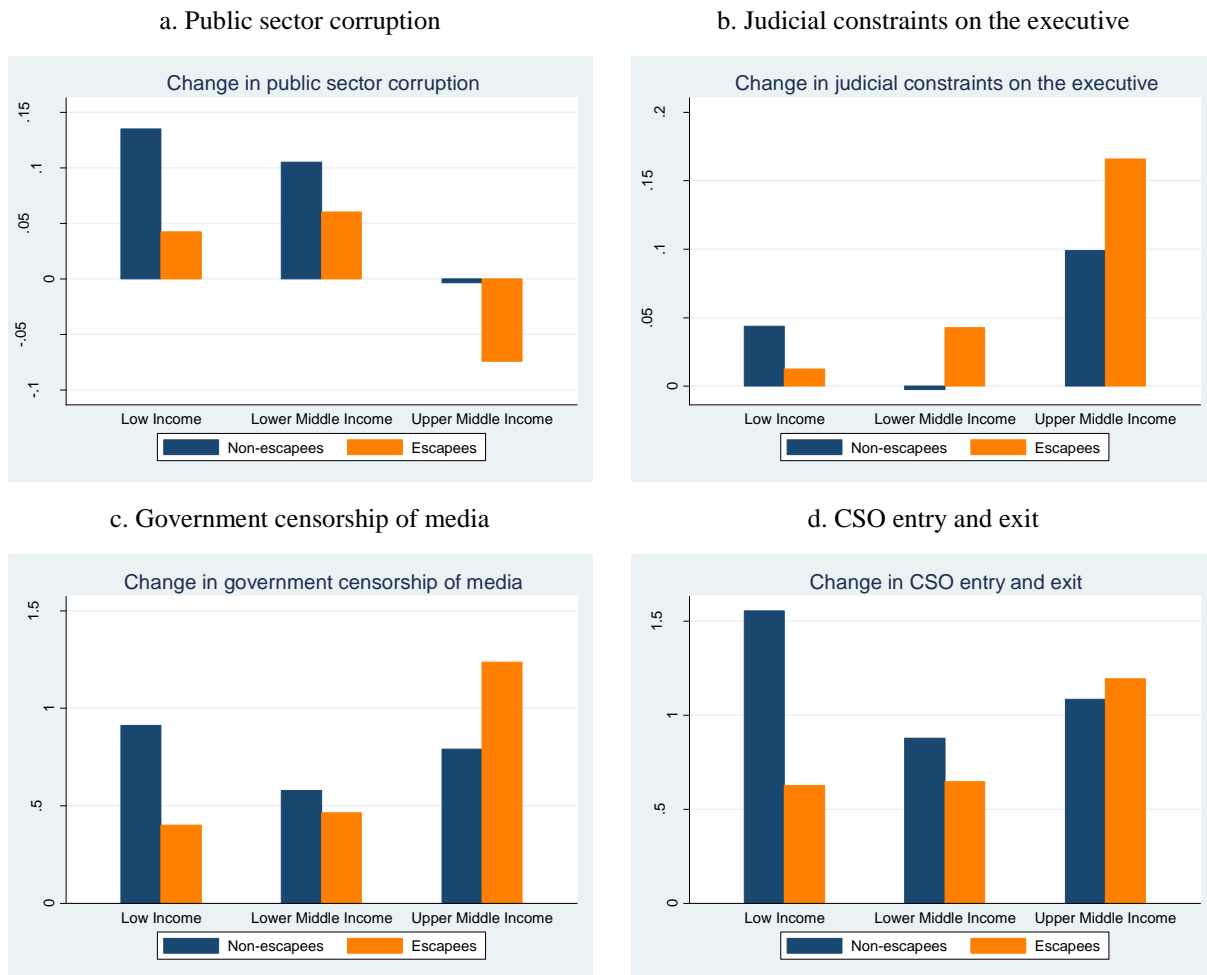 a. Public sector corruption
b. Judicial constraints on the executive
Change in public sector corruption
.15
.1
.05
0
-.05
-.1
Low Income
Lower Middle Income
Upper Middle Income
Non-escapees
Escapees
Change in judicial constraints on the executive
.2
.15
.1
.05
0
Low Income
Lower Middle Income
Upper Middle Income
Non-escapees
Escapees
c. Government censorship of media
d. CSO entry and exit
Change in government censorship of media
1.5
1
.5
0
Low Income
Lower Middle Income
Upper Middle Income
Non-escapees
Escapees
Change in CSO entry and exit
1.5
1
.5
0
Low Income
Lower Middle Income
Upper Middle Income
Non-escapees
Escapees